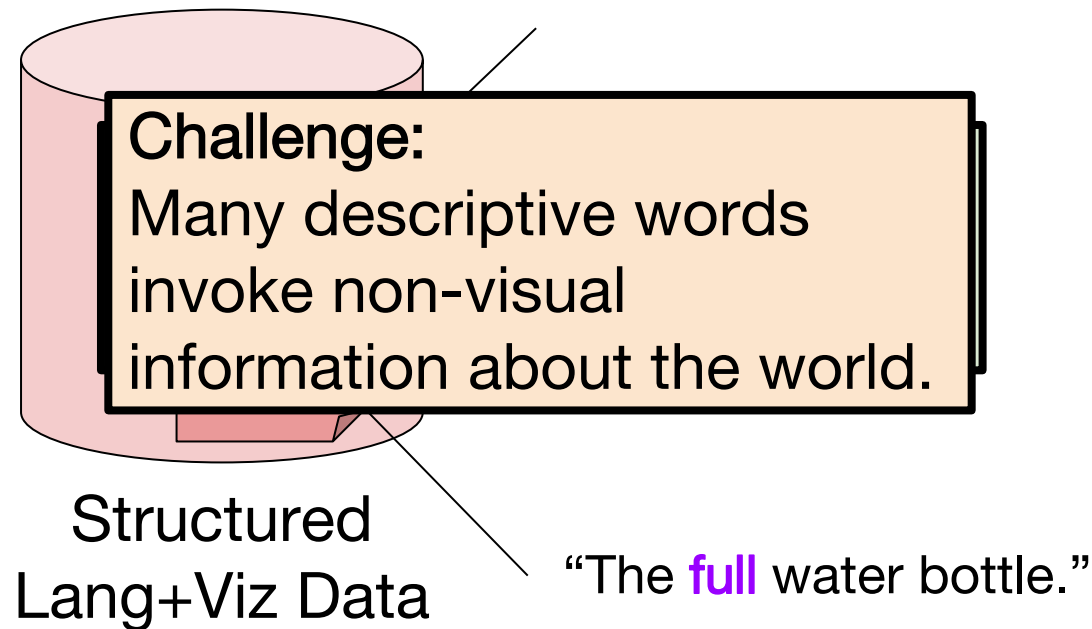 Challenge:
Many descriptive words
invoke non-visual
information about the world.
Structured
Lang+Viz Data
“The full water bottle.”